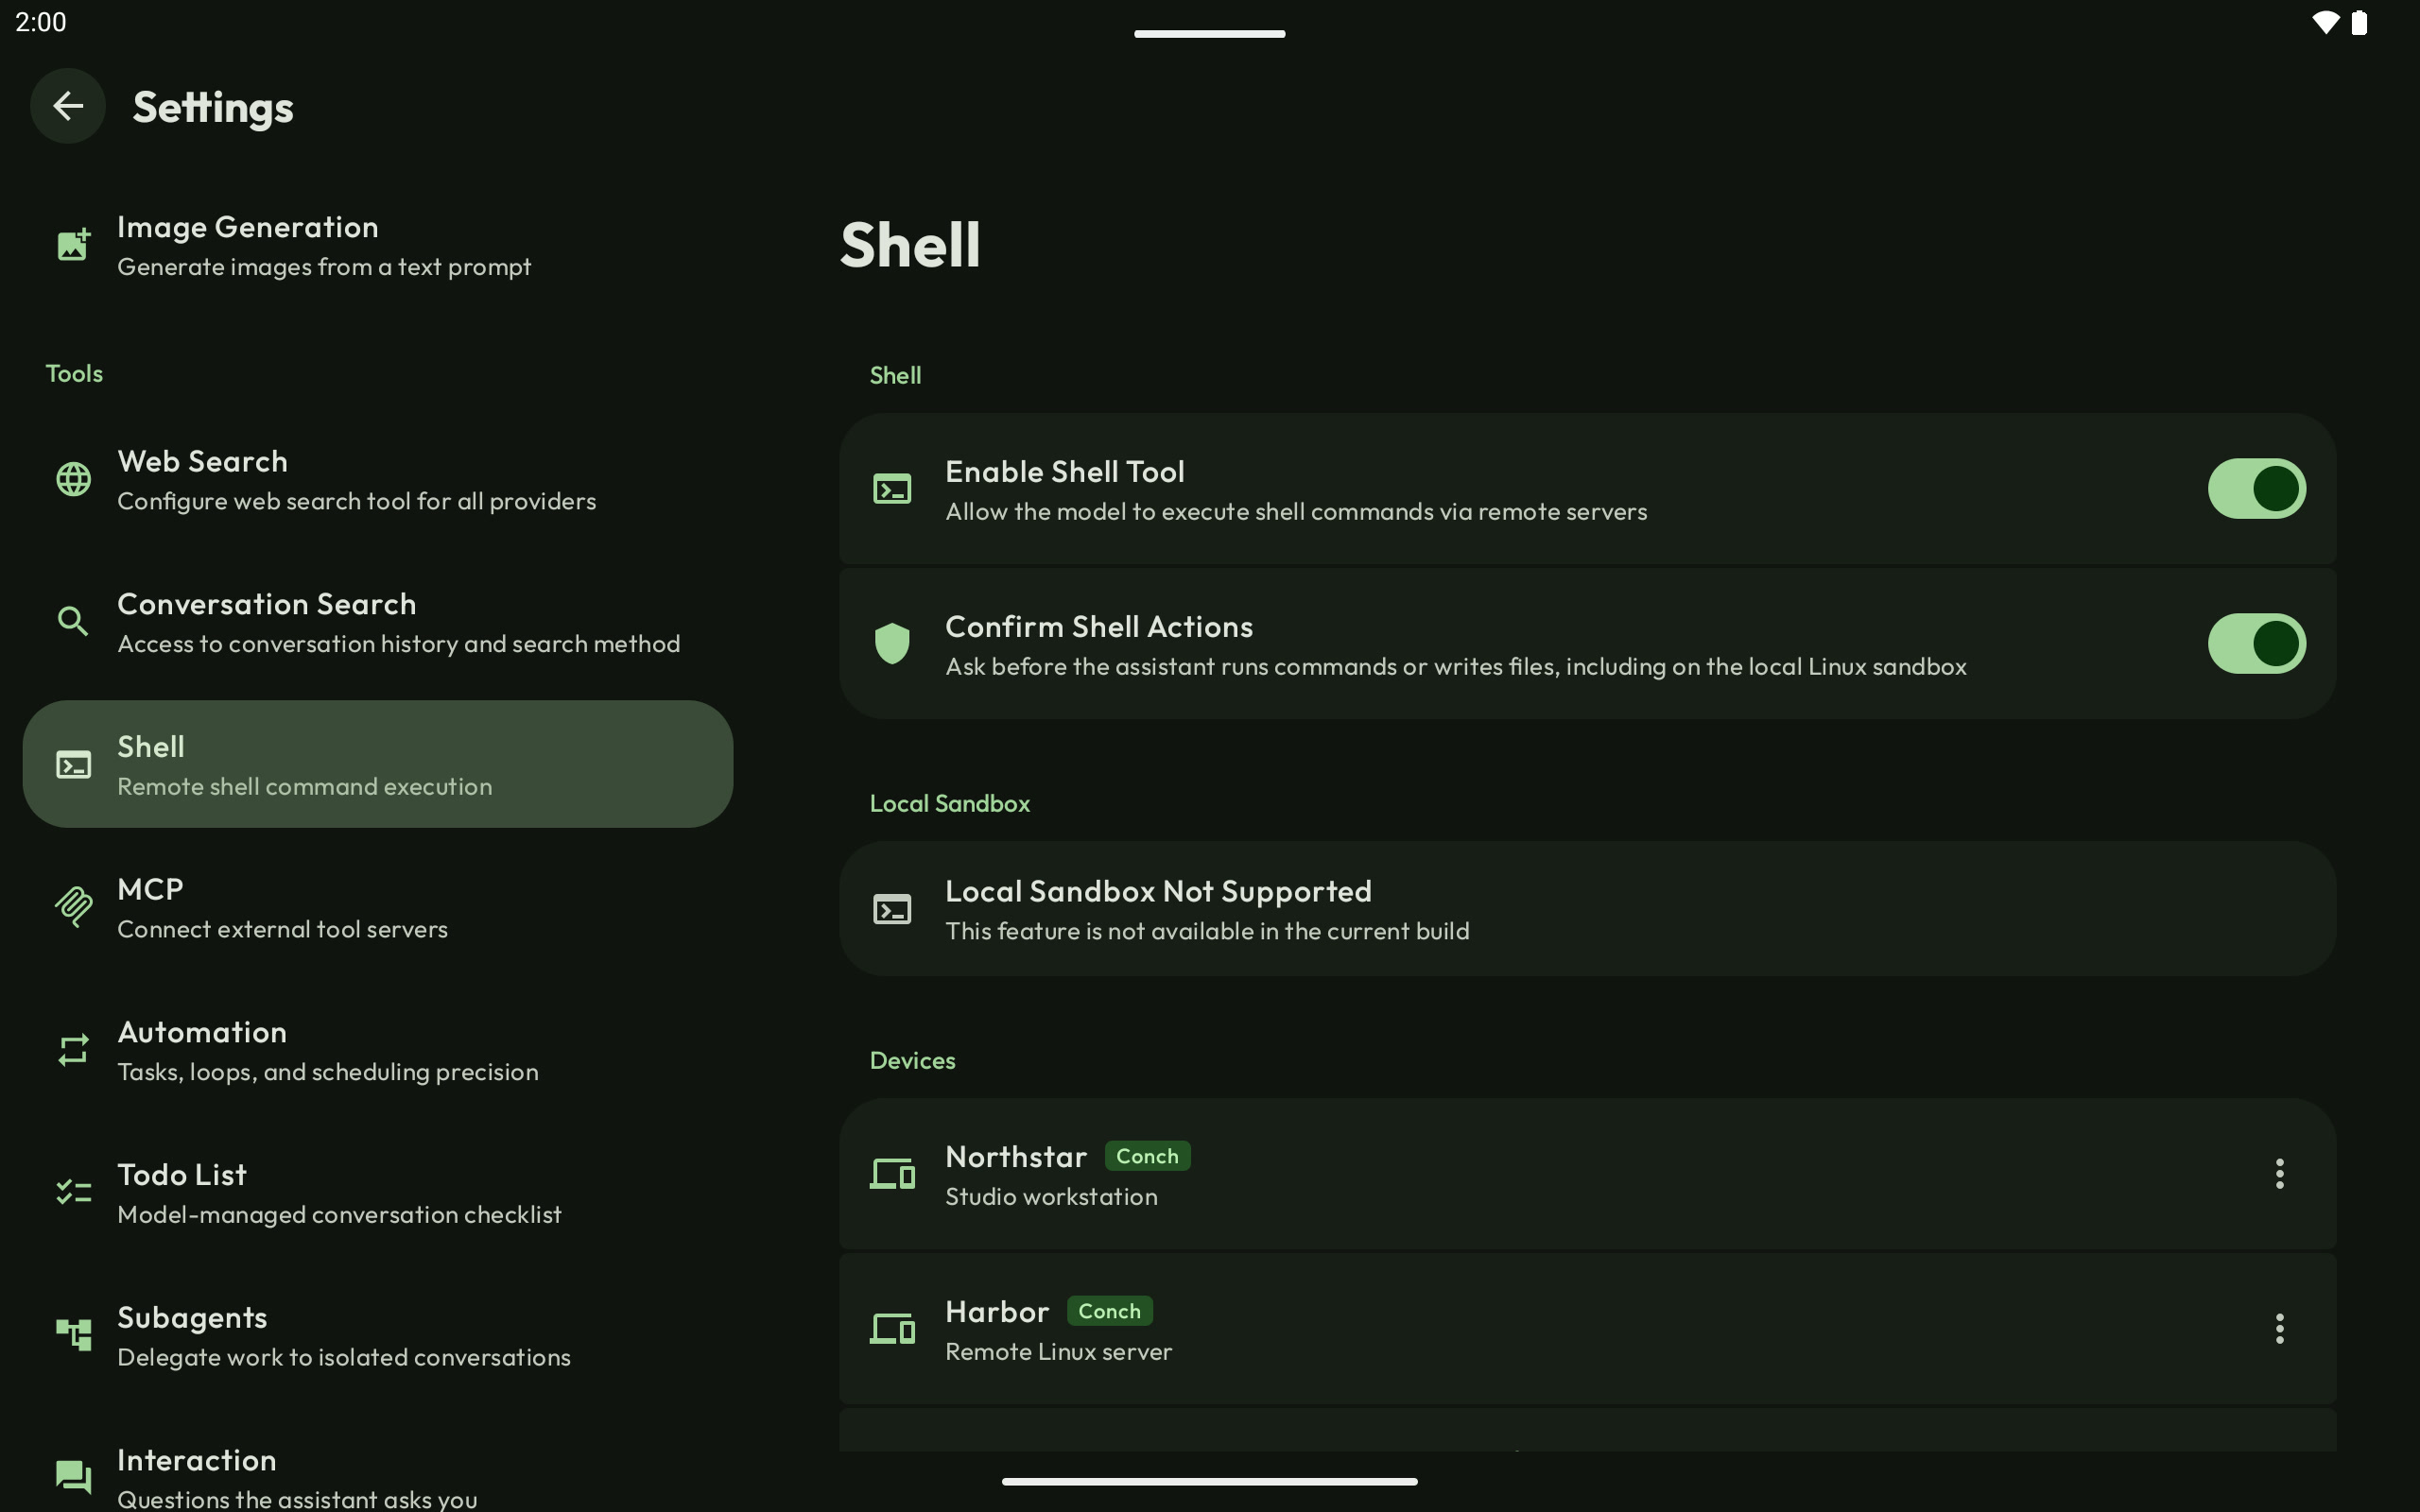 2:00
Settings
Image Generation
Generate images from a text prompt
Tools
Web Search
Configure web search tool for all providers
Conversation Search
Access to conversation history and search method
Shell
Remote shell command execution
MCP
Connect external tool servers
Automation
Tasks, loops, and scheduling precision
Todo List
Model-managed conversation checklist
Subagents
Delegate work to isolated conversations
Interaction
Questions the assistant asks you
Shell
Shell
Enable Shell Tool
Allow the model to execute shell commands via remote servers
Confirm Shell Actions
Ask before the assistant runs commands or writes files, including on the local Linux sandbox
Local Sandbox
Local Sandbox Not Supported
This feature is not available in the current build
Devices
Northstar Conch
Studio workstation
Harbor Conch
Remote Linux server